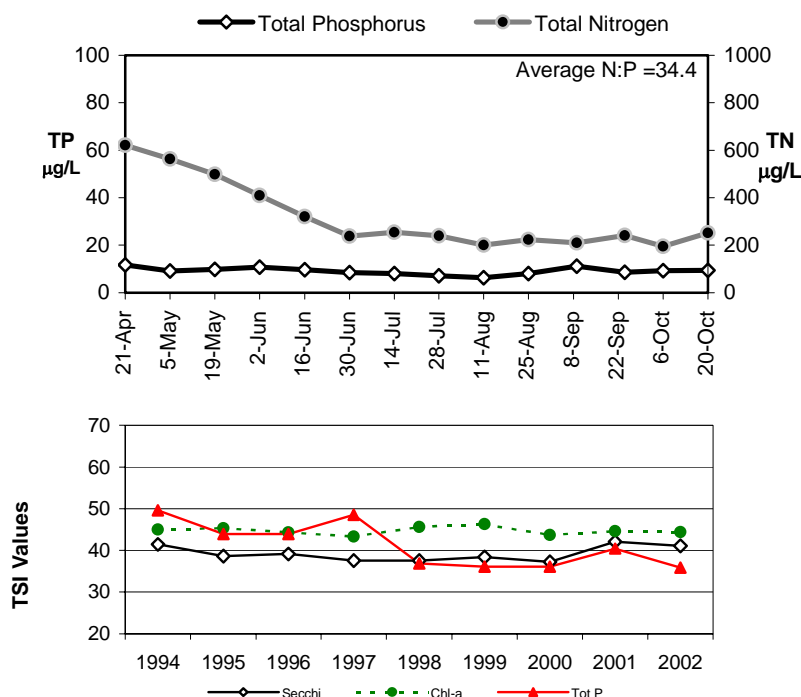 Total Phosphorus Total Nitrogen
Average N:P =34.4
TP
µg/L
100
80
60
40
20
0
TN
µg/L
1000
800
600
400
200
0
21-Apr
5-May
19-May
2-Jun
16-Jun
30-Jun
14-Jul
28-Jul
11-Aug
25-Aug
8-Sep
22-Sep
6-Oct
20-Oct
TSI Values
70
60
50
40
30
20
1994 1995 1996 1997 1998 1999 2000 2001 2002
Secchi Chl-a Tot P